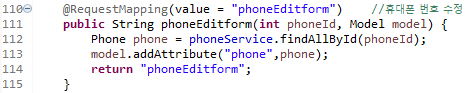 110 @RequestMapping(value = "phoneEditform") //휴대폰 번호 수정
111 public String phoneEditform(int phoneId, Model model) {
112 Phone phone = phoneService.findAllById(phoneId);
113 model.addAttribute("phone",phone);
114 return "phoneEditform";
115 }